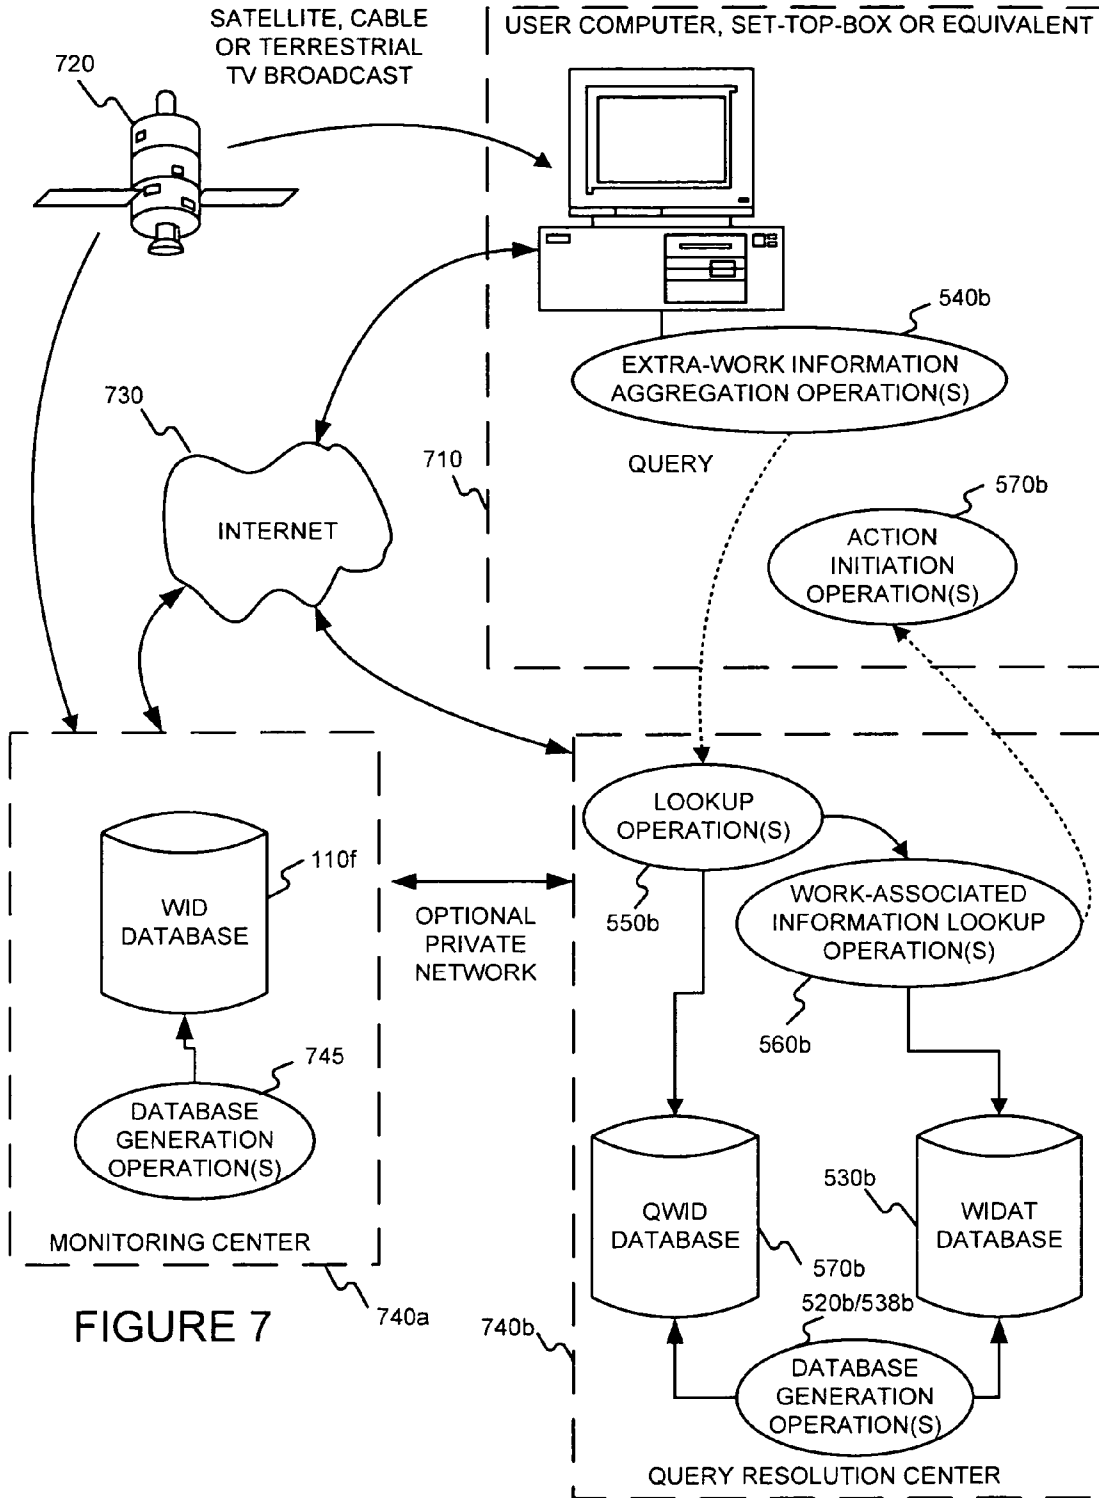 SATELLITE, CABLE
OR TERRESTRIAL
TV BROADCAST
USER COMPUTER, SET-TOP-BOX OR EQUIVALENT
720
540b
EXTRA-WORK INFORMATION
AGGREGATION OPERATION(S)
730
710
QUERY
570b
INTERNET
ACTION
INITIATION
OPERATION(S)
LOOKUP
OPERATION(S)
110f
WID
DATABASE
OPTIONAL
PRIVATE
NETWORK
550b
WORK-ASSOCIATED
INFORMATION LOOKUP
OPERATION(S)
560b
745
DATABASE
GENERATION
OPERATION(S)
530b
QWID
DATABASE
WIDAT
DATABASE
MONITORING CENTER
570b
740a
FIGURE 7
520b/538b
740b
DATABASE
GENERATION
OPERATION(S)
QUERY RESOLUTION CENTER